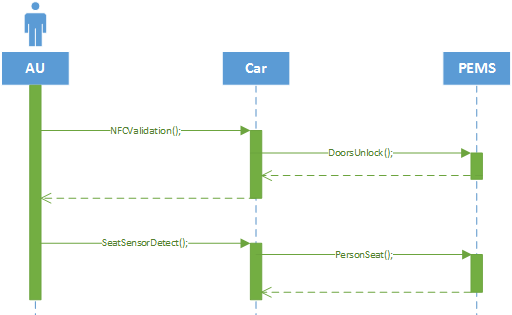 AU
Car
PEMS
NFCValidation();
DoorsUnlock();
SeatSensorDetect();
PersonSeat();